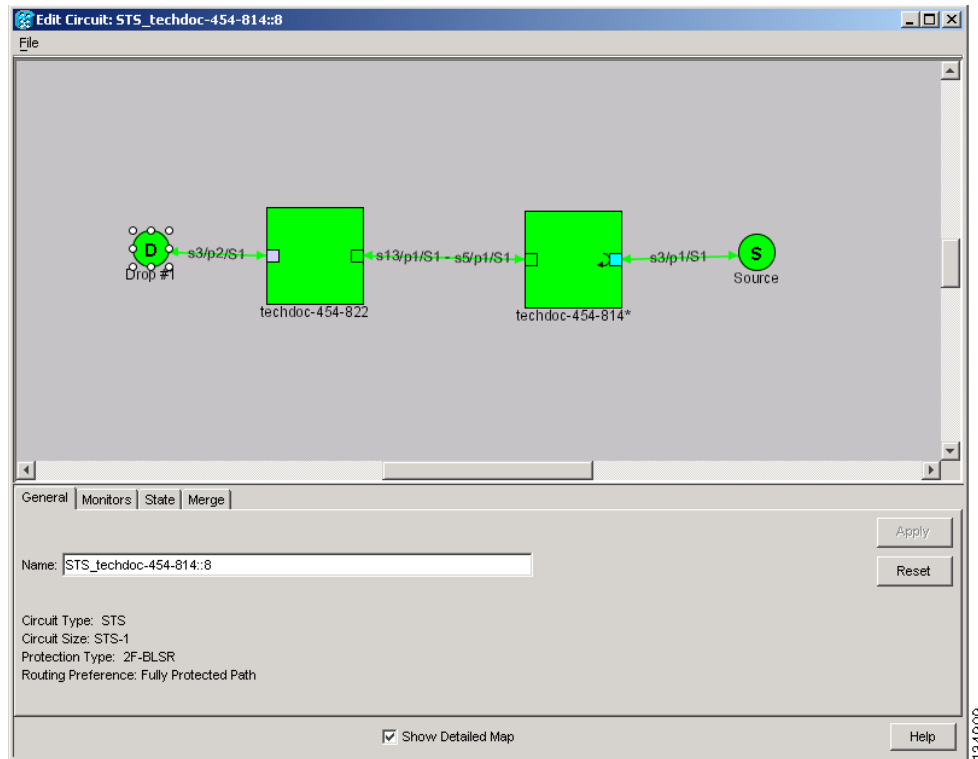 Edit Circuit: STS_techdoc-454-814::8
File
D
s3/p2/S1
s13/p1/S1 - s5/p1/S1
s3/p1/S1
S
Drop #1
Source
techdoc-454-822
techdoc-454-814*
General
Monitors
State
Merge
Apply
Name: STS_techdoc-454-814::8
Reset
Circuit Type: STS
Circuit Size: STS-1
Protection Type: 2F-BLSR
Routing Preference: Fully Protected Path
Show Detailed Map
Help